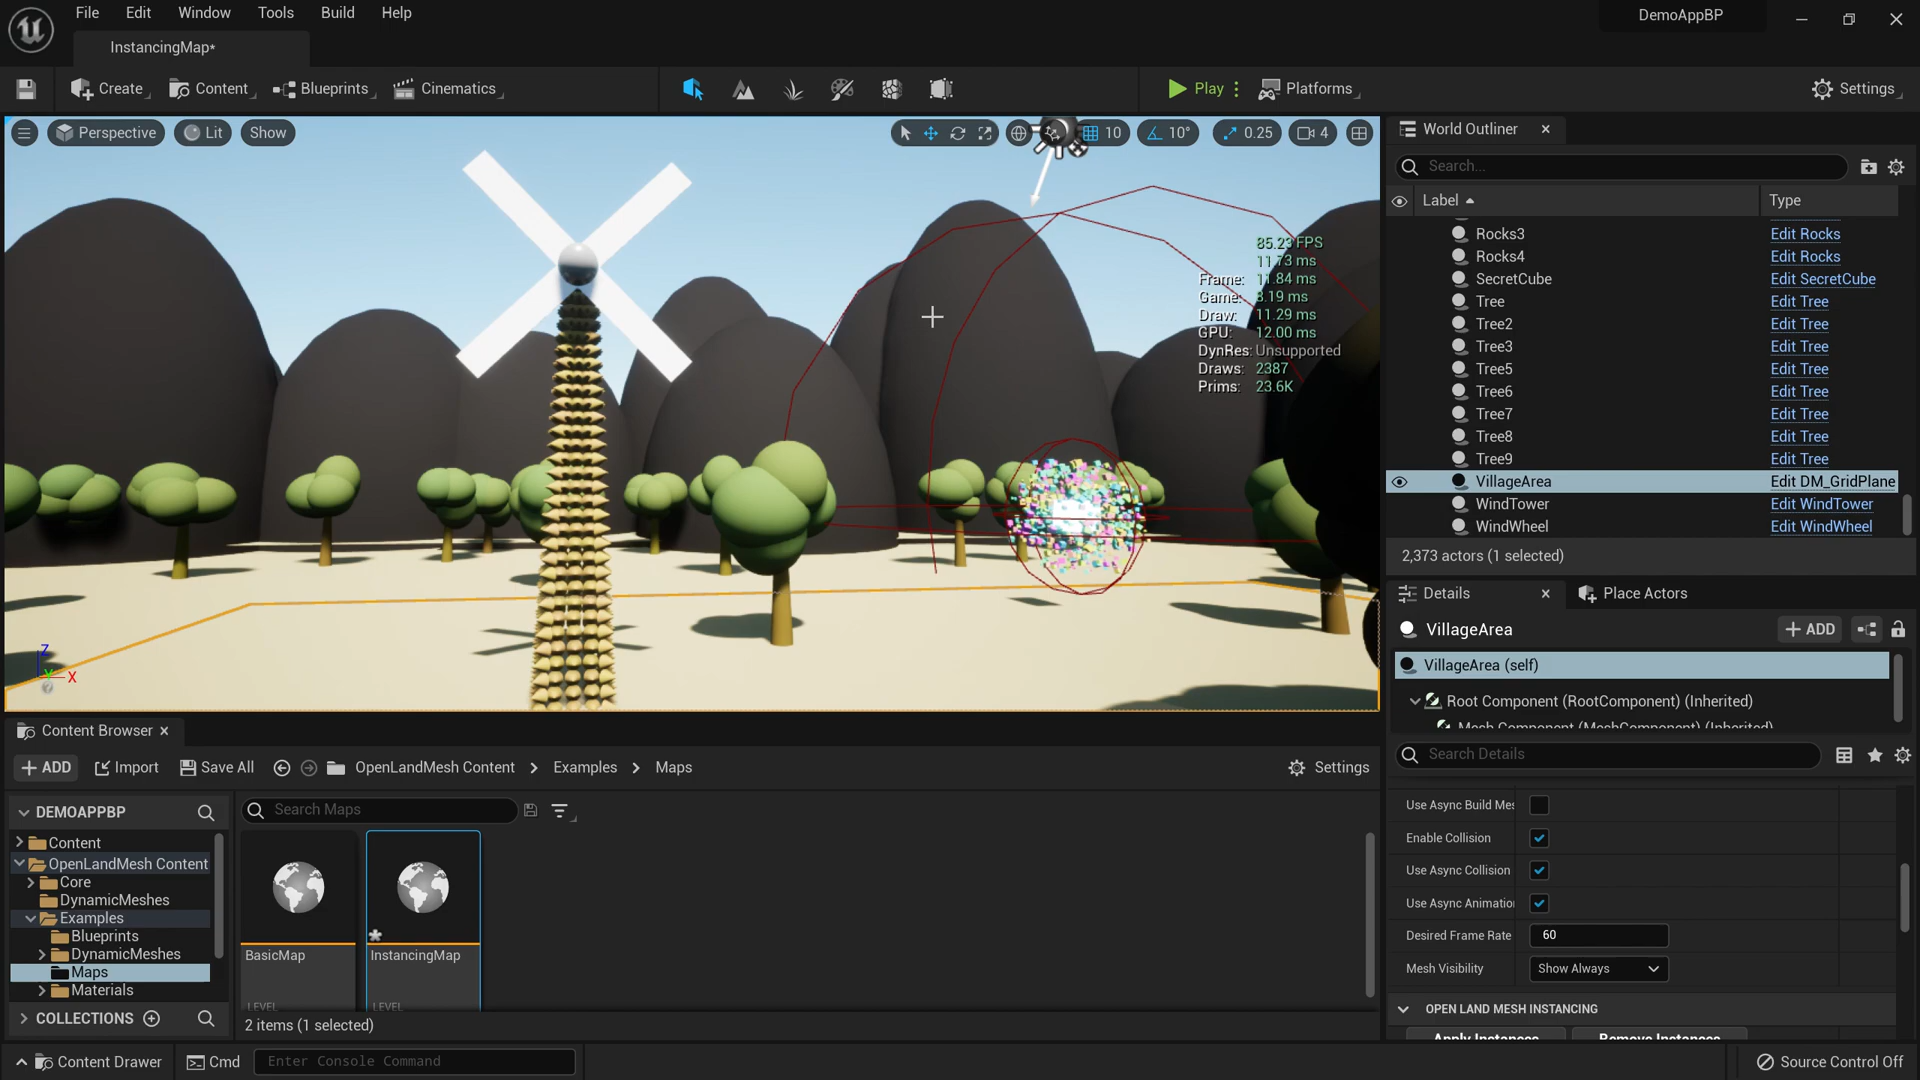 File Edit Window Tools Build Help
DemoAppBP
InstancingMap*
Create Content Blueprints Cinematics Play Platforms Settings
Perspective Lit Show 10 10° 0.25 4
85.23 FPS
11.73 ms
Frame: 11.84 ms
Game: 3.19 ms
Draw: 11.29 ms
GPU: 12.00 ms
DynRes: Unsupported
Draws: 2387
Prims: 23.6K
Z
Y
X
World Outliner
Search...
Label Type
Rocks3 Edit Rocks
Rocks4 Edit Rocks
SecretCube Edit SecretCube
Tree Edit Tree
Tree2 Edit Tree
Tree3 Edit Tree
Tree5 Edit Tree
Tree6 Edit Tree
Tree7 Edit Tree
Tree8 Edit Tree
Tree9 Edit Tree
VillageArea Edit DM_GridPlane
WindTower Edit WindTower
WindWheel Edit WindWheel
2,373 actors (1 selected)
Details Place Actors
VillageArea ADD
VillageArea (self)
Root Component (RootComponent) (Inherited)
Mesh Component (MeshComponent) (Inherited)
Search Details
Use Async Build Mes
Enable Collision
Use Async Collision
Use Async Animatio
Desired Frame Rate 60
Mesh Visibility Show Always
OPEN LAND MESH INSTANCING
Apply Instances Remove Instances
Content Browser
ADD Import Save All OpenLandMesh Content Examples Maps Settings
DEMOAPPBP
Search Maps
Content
OpenLandMesh Content
Core
DynamicMeshes
Examples
Blueprints
DynamicMeshes
Maps
Materials
COLLECTIONS
BasicMap
LEVEL
InstancingMap
LEVEL
2 items (1 selected)
Content Drawer Cmd Enter Console Command Source Control Off